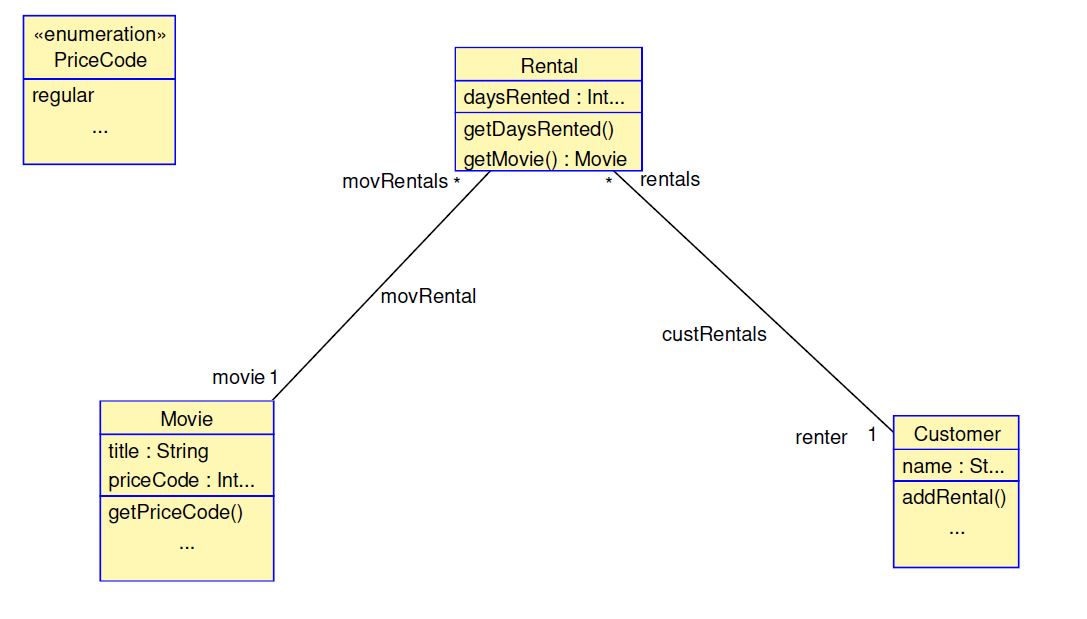 «enumeration»
PriceCode
regular
...
Rental
daysRented : Int...
getDaysRented()
getMovie() : Movie
movRentals *
* rentals
movRental
custRentals
movie 1
renter 1
Movie
title : String
priceCode : Int...
getPriceCode()
...
Customer
name : St...
addRental()
...